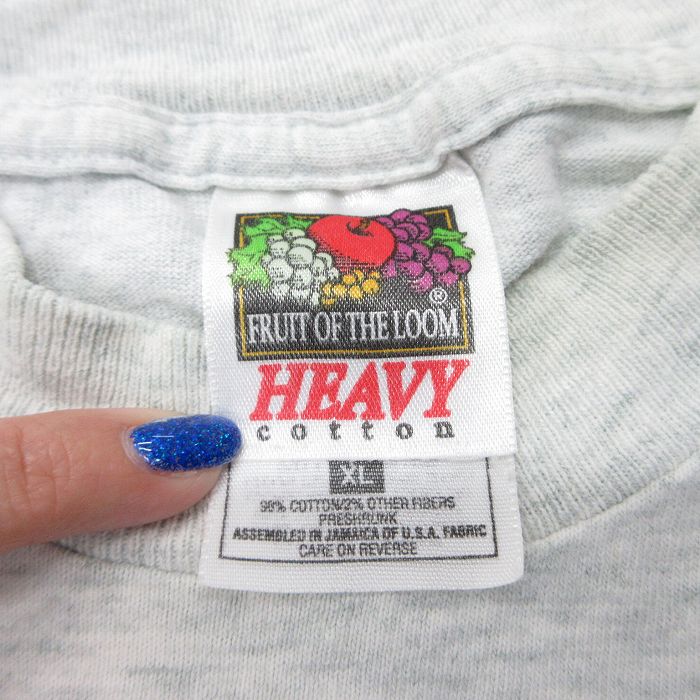 ®
FRUIT OF THE LOOM
HEAVY
cotton
XL
98% COTTON/2% OTHER FIBERS
PRESHRUNK
ASSEMBLED IN JAMAICA OF U.S.A. FABRIC
CARE ON REVERSE